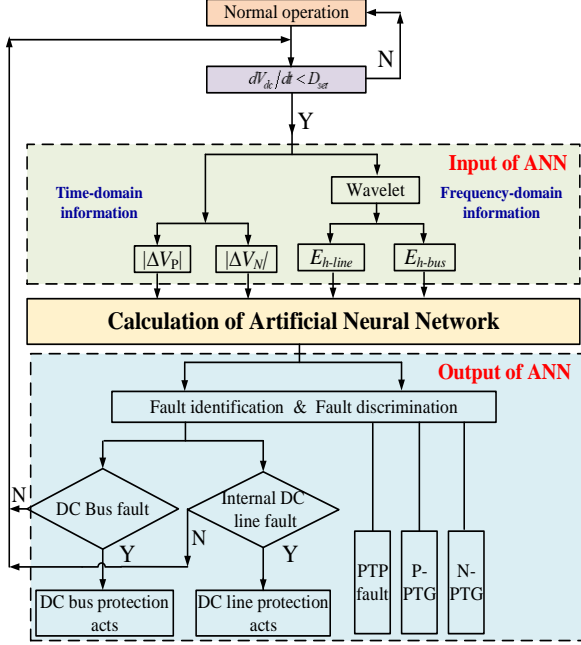 Normal operation
N
dV_dc/dt < D_set
Y
Input of ANN
Time-domain
information
Wavelet
Frequency-domain
information
|ΔV_P|
|ΔV_N|
E_h-line
E_h-bus
Calculation of Artificial Neural Network
Output of ANN
Fault identification & Fault discrimination
N
DC Bus fault
Internal DC
line fault
N
Y
Y
PTP
fault
P-
PTG
N-
PTG
DC bus protection
acts
DC line protection
acts